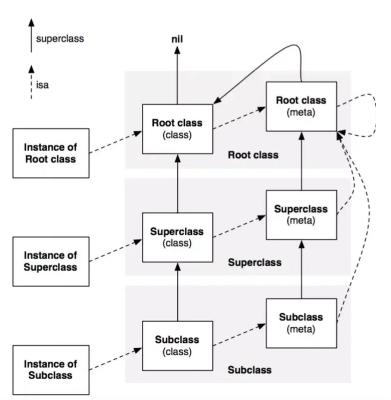 superclass
nil
isa
Root class
(meta)
Root class
(class)
Instance of
Root class
Root class
Superclass
(meta)
Superclass
(class)
Instance of
Superclass
Superclass
Subclass
(meta)
Subclass
(class)
Instance of
Subclass
Subclass